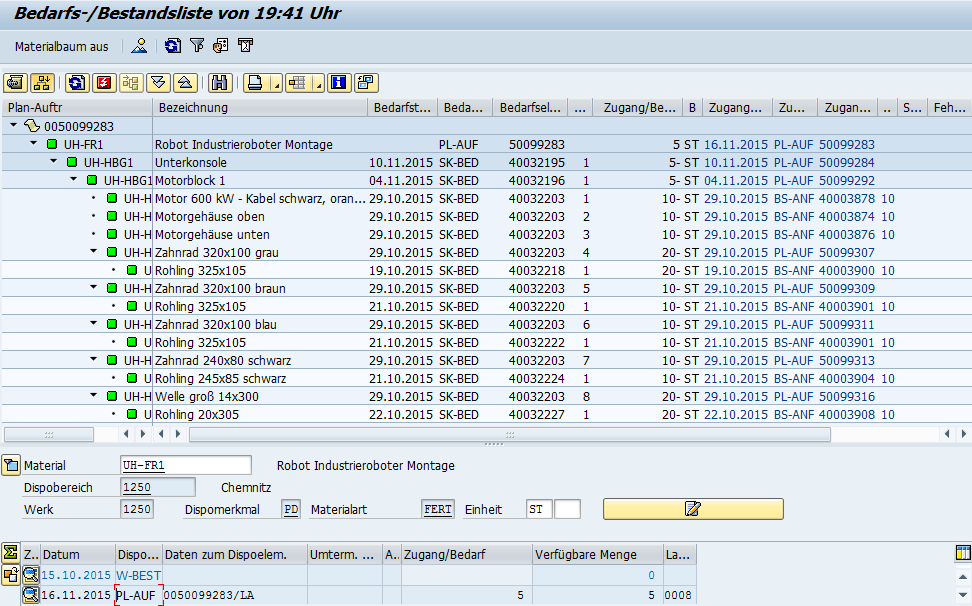 Bedarfs-/Bestandsliste von 19:41 Uhr
Materialbaum aus
Plan-Auftr Bezeichnung Bedarfst... Beda... Bedarfsel... ... Zugang/Be... B Zugang... Zu... Zugan... .. S... Feh...
0050099283
UH-FR1 Robot Industrieroboter Montage PL-AUF 50099283 5 ST 16.11.2015 PL-AUF 50099283
UH-HBG1 Unterkonsole 10.11.2015 SK-BED 40032195 1 5- ST 10.11.2015 PL-AUF 50099284
UH-HBG1 Motorblock 1 04.11.2015 SK-BED 40032196 1 5- ST 04.11.2015 PL-AUF 50099292
UH-H Motor 600 kW - Kabel schwarz, oran... 29.10.2015 SK-BED 40032203 1 10- ST 29.10.2015 BS-ANF 40003878 10
UH-H Motorgehäuse oben 29.10.2015 SK-BED 40032203 2 10- ST 29.10.2015 BS-ANF 40003874 10
UH-H Motorgehäuse unten 29.10.2015 SK-BED 40032203 3 10- ST 29.10.2015 BS-ANF 40003876 10
UH-H Zahnrad 320x100 grau 29.10.2015 SK-BED 40032203 4 20- ST 29.10.2015 PL-AUF 50099307
U Rohling 325x105 19.10.2015 SK-BED 40032218 1 20- ST 19.10.2015 BS-ANF 40003900 10
UH-H Zahnrad 320x100 braun 29.10.2015 SK-BED 40032203 5 10- ST 29.10.2015 PL-AUF 50099309
U Rohling 325x105 21.10.2015 SK-BED 40032220 1 10- ST 21.10.2015 BS-ANF 40003901 10
UH-H Zahnrad 320x100 blau 29.10.2015 SK-BED 40032203 6 10- ST 29.10.2015 PL-AUF 50099311
U Rohling 325x105 21.10.2015 SK-BED 40032222 1 10- ST 21.10.2015 BS-ANF 40003901 10
UH-H Zahnrad 240x80 schwarz 29.10.2015 SK-BED 40032203 7 20- ST 29.10.2015 PL-AUF 50099313
U Rohling 245x85 schwarz 21.10.2015 SK-BED 40032224 1 20- ST 21.10.2015 BS-ANF 40003904 10
UH-H Welle groß 14x300 29.10.2015 SK-BED 40032203 8 20- ST 29.10.2015 PL-AUF 50099316
U Rohling 20x305 22.10.2015 SK-BED 40032227 1 20- ST 22.10.2015 BS-ANF 40003908 10
Material UH-FR1 Robot Industrieroboter Montage
Dispobereich 1250 Chemnitz
Werk 1250 Dispomerkmal PD Materialart FERT Einheit ST
Z.. Datum Dispo... Daten zum Dispoelem. Umterm. ... A.. Zugang/Bedarf Verfügbare Menge La...
15.10.2015 W-BEST 0
16.11.2015 PL-AUF 0050099283/LA 5 5 0008